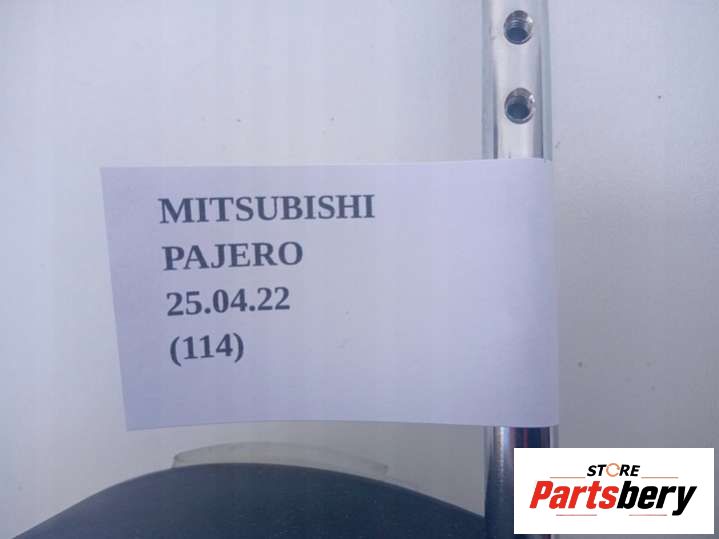 MITSUBISHI
PAJERO
25.04.22
(114)
STORE
Partsbery